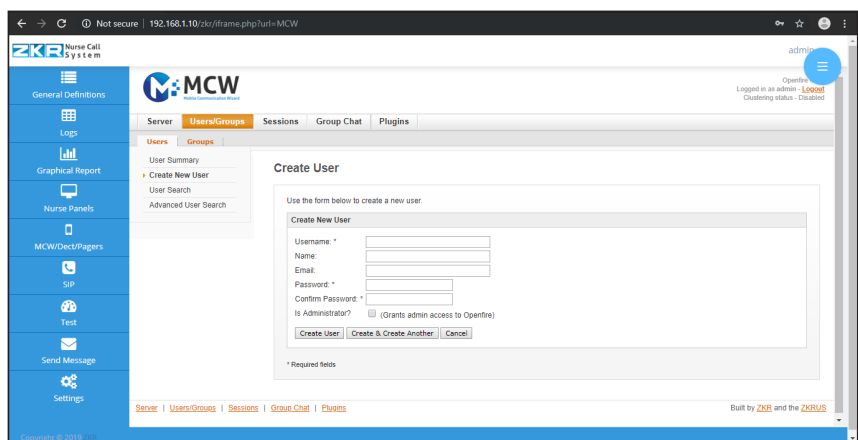 Not secure | 192.168.1.10/zkr/iframe.php?url=MCW
ZKR Nurse Call System
admin
General Definitions
Logs
Graphical Report
Nurse Panels
MCW/Dect/Pagers
SIP
Test
Send Message
Settings
Copyright © 2019
MCW
Mobile Communication Wizard
Openfire
Logged in as admin - Logout
Clustering status - Disabled
Server Users/Groups Sessions Group Chat Plugins
Users Groups
User Summary
Create New User
User Search
Advanced User Search
Create User
Use the form below to create a new user.
Create New User
Username: *
Name:
Email:
Password: *
Confirm Password: *
Is Administrator? (Grants admin access to Openfire)
Create User Create & Create Another Cancel
* Required fields
Server | Users/Groups | Sessions | Group Chat | Plugins
Built by ZKR and the ZKRUS